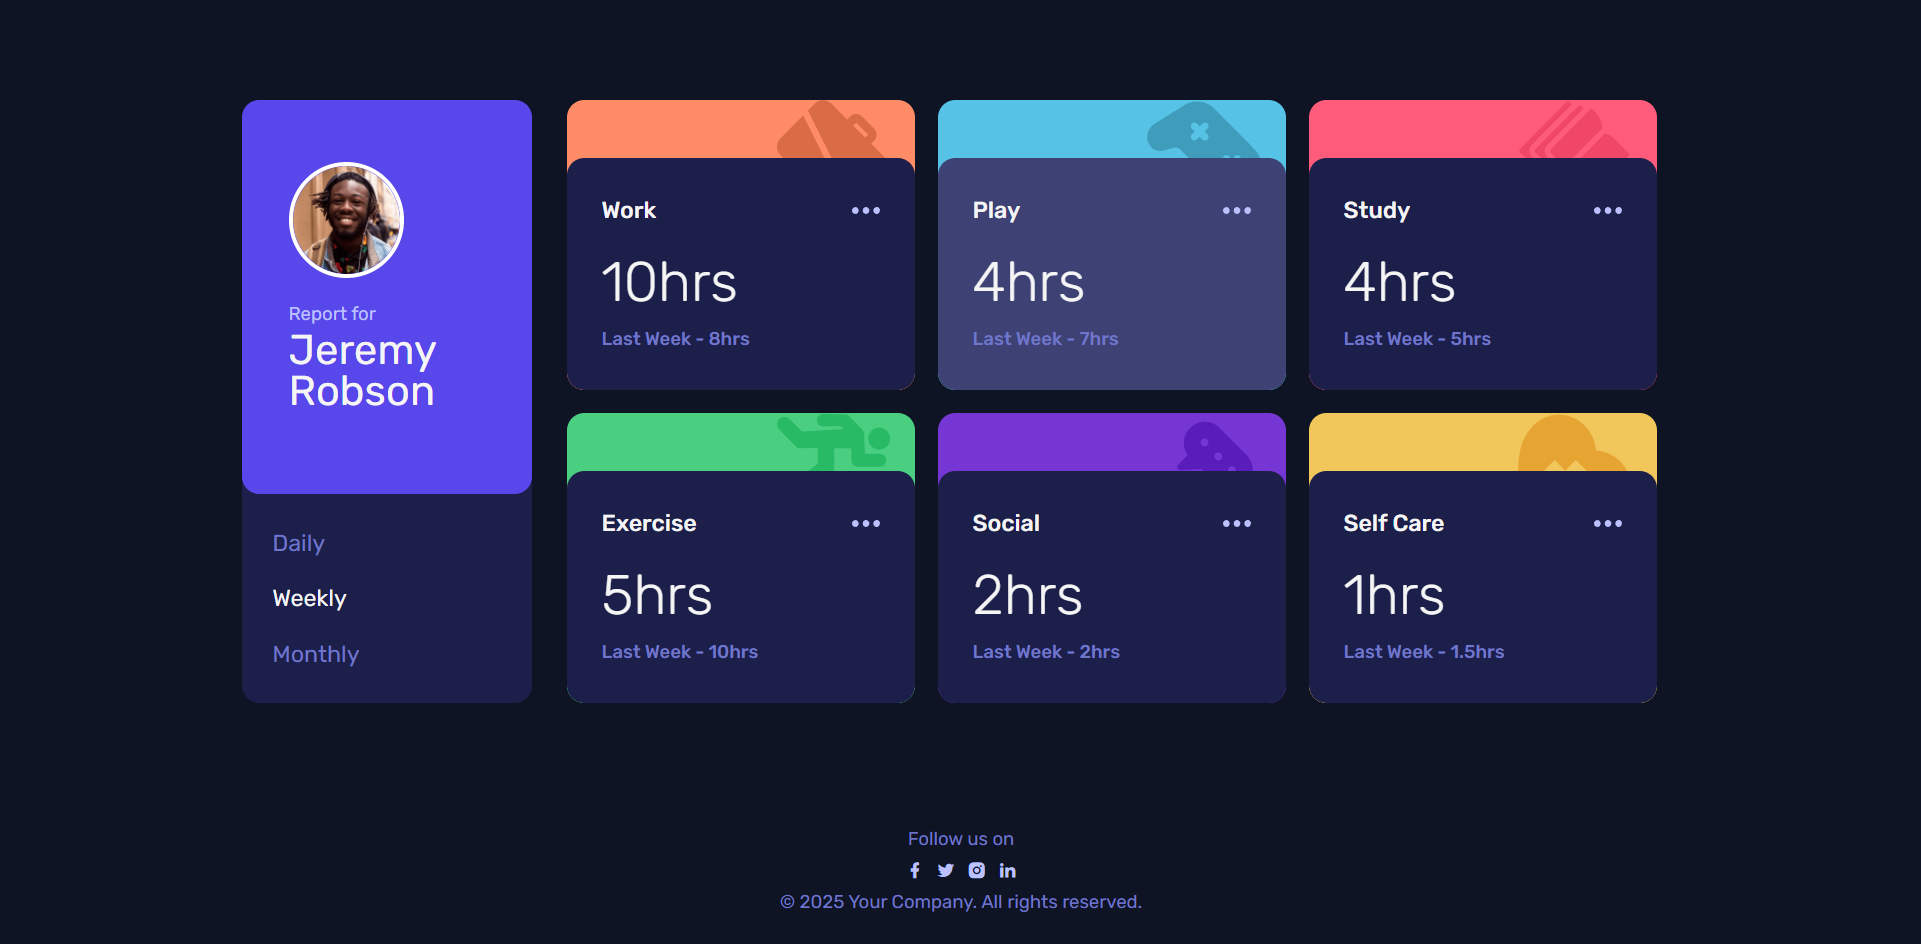 Report for
Jeremy
Robson
Daily
Weekly
Monthly
Work
10hrs
Last Week - 8hrs
Play
4hrs
Last Week - 7hrs
Study
4hrs
Last Week - 5hrs
Exercise
5hrs
Last Week - 10hrs
Social
2hrs
Last Week - 2hrs
Self Care
1hrs
Last Week - 1.5hrs
Follow us on
© 2025 Your Company. All rights reserved.